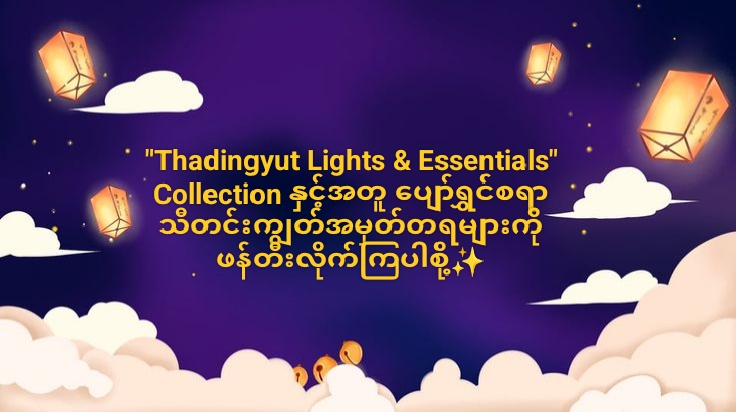 "Thadingyut Lights & Essentials"
Collection နှင့်အတူ ပျော်ရွှင်စရာ
သီတင်းကျွတ်အမှတ်တရများကို
ဖန်တီးလိုက်ကြပါစို့✨